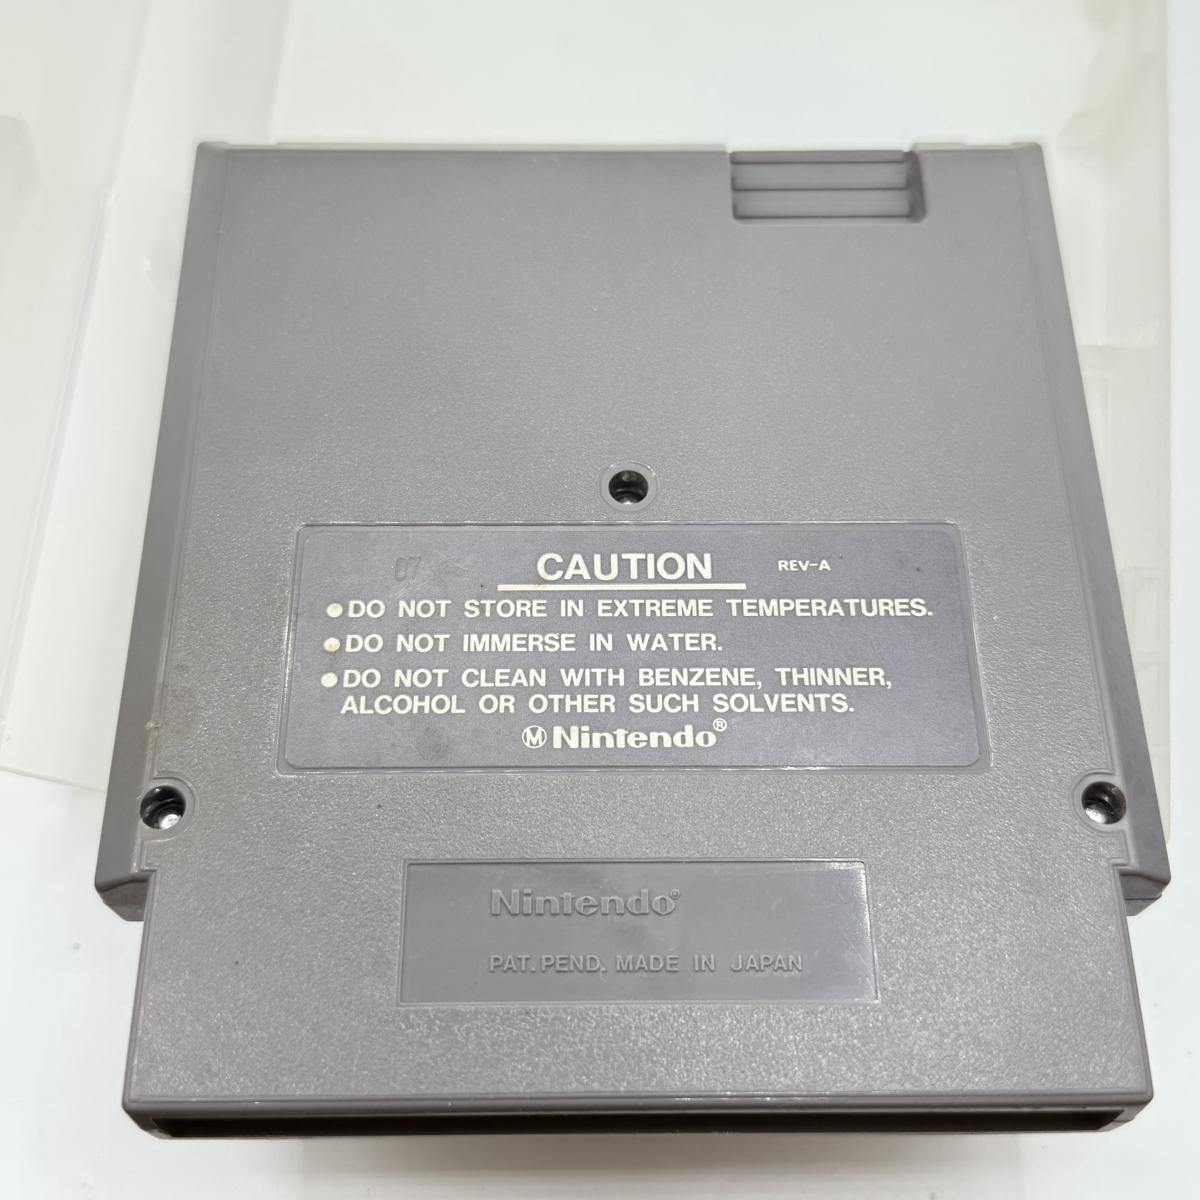 07
CAUTION REV-A
●DO NOT STORE IN EXTREME TEMPERATURES.
●DO NOT IMMERSE IN WATER.
●DO NOT CLEAN WITH BENZENE, THINNER,
ALCOHOL OR OTHER SUCH SOLVENTS.
Ⓜ Nintendo®
Nintendo®
PAT. PEND. MADE IN JAPAN